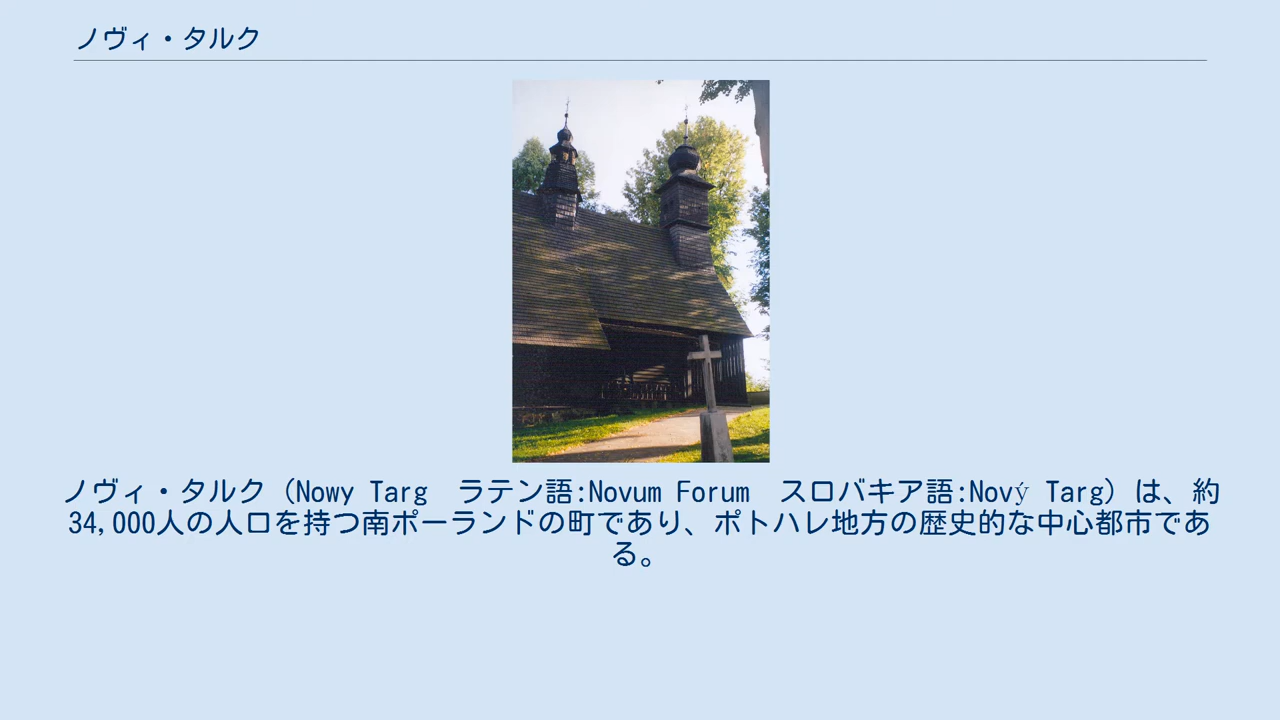 ノヴィ・タルク
ノヴィ・タルク（Nowy Targ　ラテン語:Novum Forum　スロバキア語:Nový Targ）は、約
34,000人の人口を持つ南ポーランドの町であり、ポトハレ地方の歴史的な中心都市であ
る。